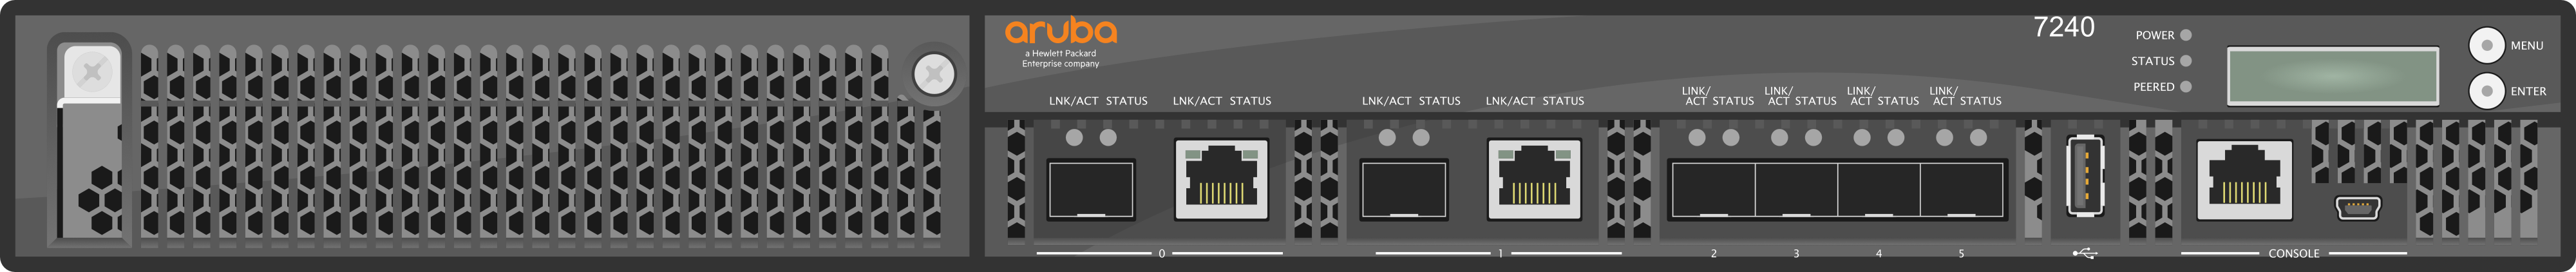 aruba
a Hewlett Packard
Enterprise company
7240
POWER
STATUS
PEERED
MENU
ENTER
LNK/ACT STATUS
LNK/ACT STATUS
LNK/ACT STATUS
LNK/ACT STATUS
LINK/
ACT STATUS
LINK/
ACT STATUS
LINK/
ACT STATUS
LINK/
ACT STATUS
0
1
2
3
4
5
CONSOLE